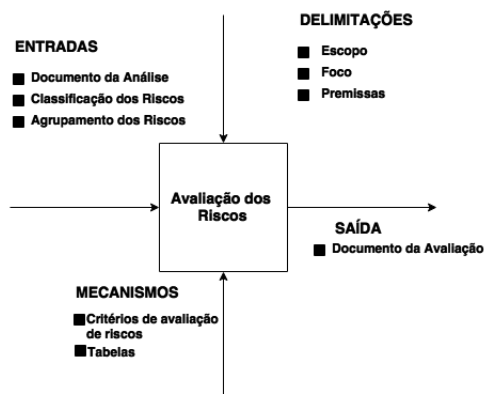 ENTRADAS
Documento da Análise
Classificação dos Riscos
Agrupamento dos Riscos
DELIMITAÇÕES
Escopo
Foco
Premissas
Avaliação dos
Riscos
SAÍDA
Documento da Avaliação
MECANISMOS
Critérios de avaliação
de riscos
Tabelas